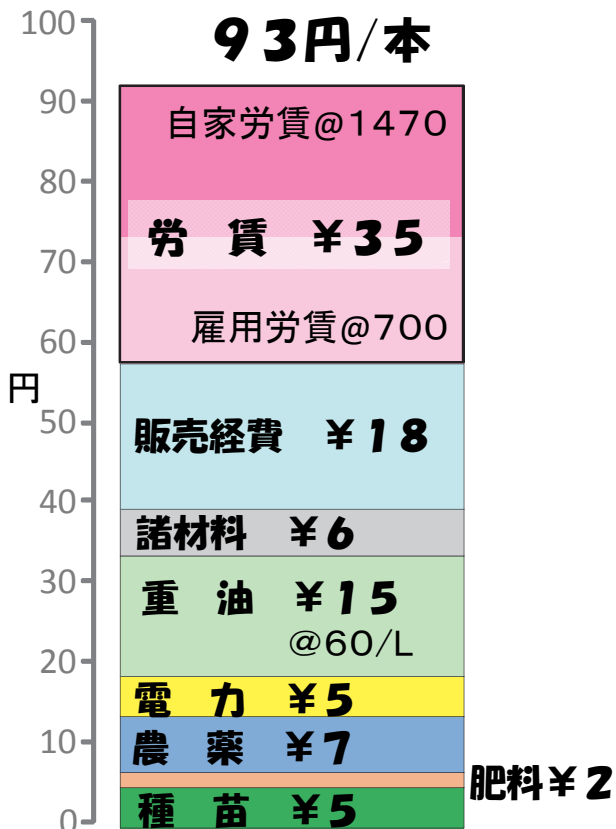 93円/本
100
90
80
70
60
50
40
30
20
10
0
円
自家労賃@1470
労 賃 ¥35
雇用労賃@700
販売経費 ¥18
諸材料 ¥6
重 油 ¥15
@60/L
電 力 ¥5
農 薬 ¥7
肥料¥2
種 苗 ¥5